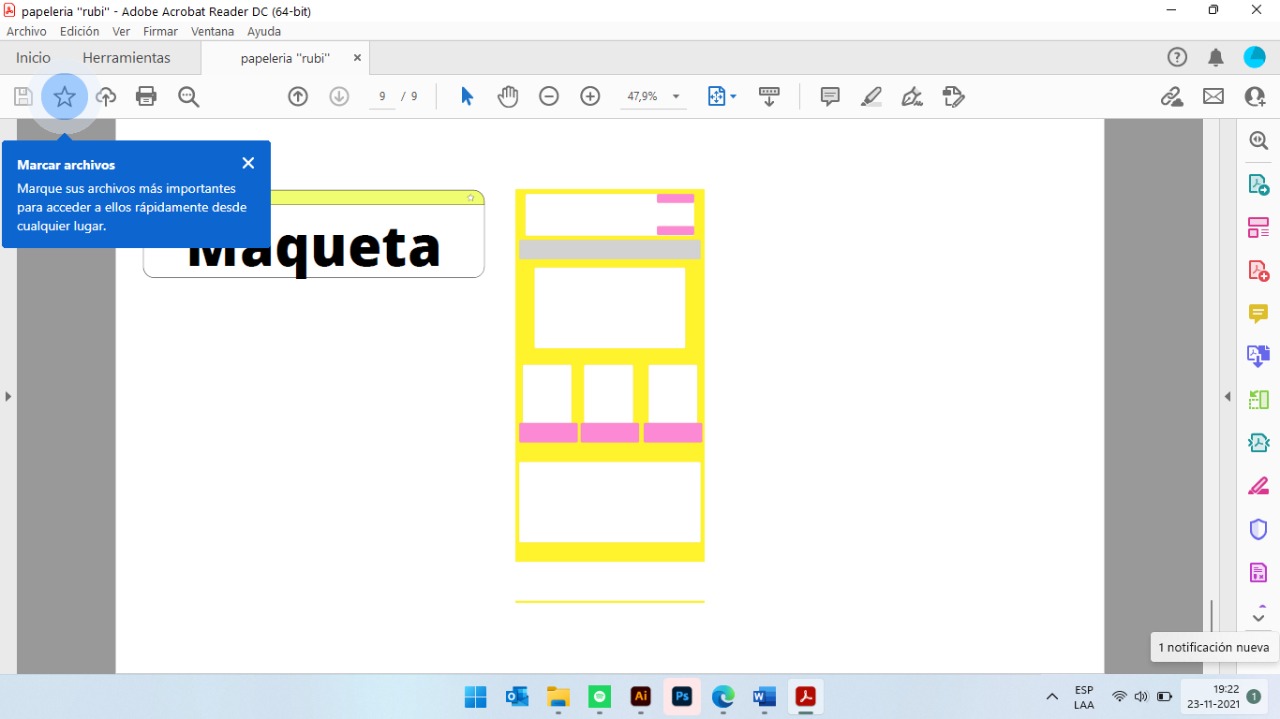 papeleria "rubi" - Adobe Acrobat Reader DC (64-bit)
Archivo Edición Ver Firmar Ventana Ayuda
Inicio Herramientas papeleria "rubi" ×
9 / 9 47,9%
Marcar archivos
Marque sus archivos más importantes
para acceder a ellos rápidamente desde
cualquier lugar.
Maqueta
1 notificación nueva
Ai Ps W
ESP
LAA
19:22
23-11-2021
1